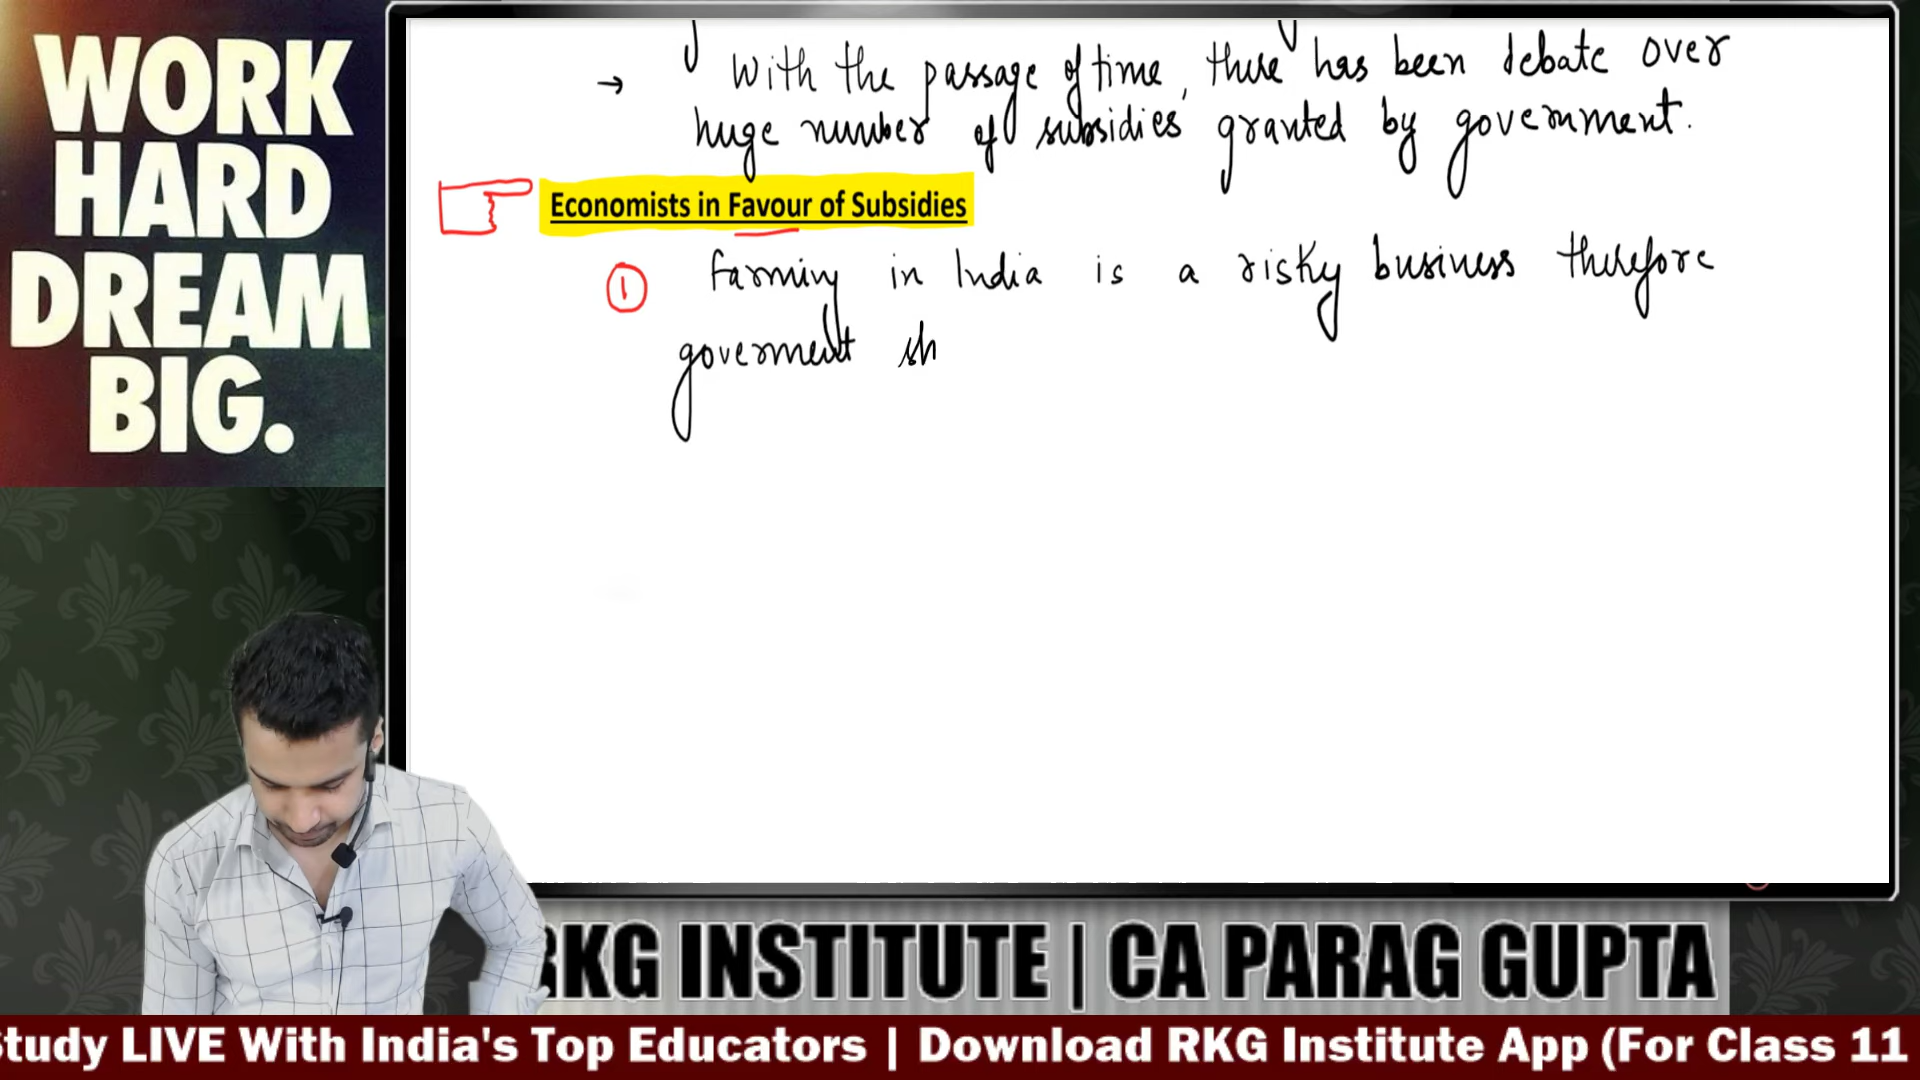 WORK
HARD
DREAM
BIG.
→ With the passage of time, there has been debate over
huge number of subsidies granted by government.
Economists in Favour of Subsidies
① Farming in India is a risky business therefore
goverment sh
RKG INSTITUTE | CA PARAG GUPTA
Study LIVE With India's Top Educators | Download RKG Institute App (For Class 11